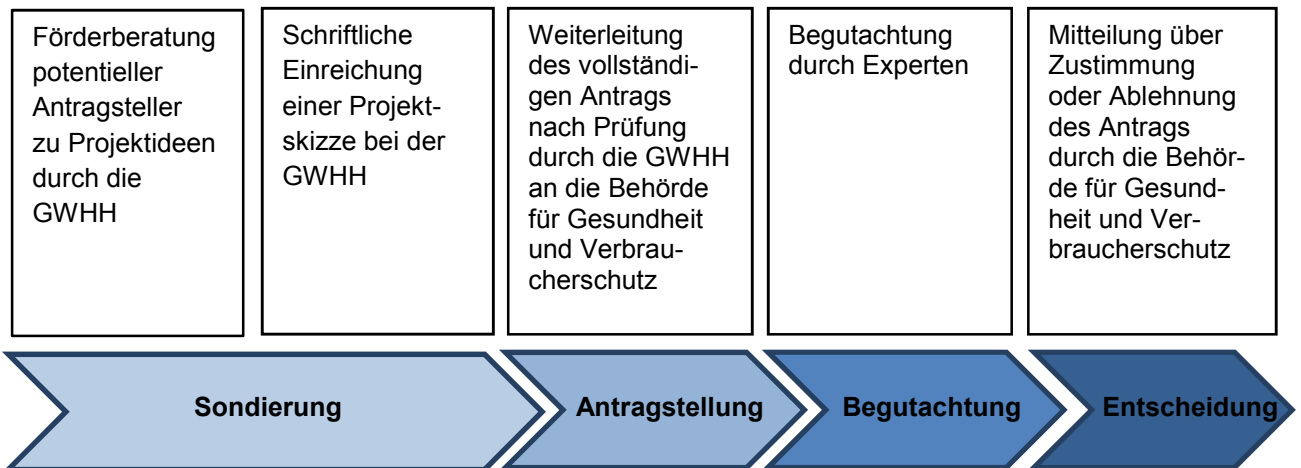 Förderberatung
potentieller
Antragsteller
zu Projektideen
durch die
GWHH
Schriftliche
Einreichung
einer Projekt-
skizze bei der
GWHH
Weiterleitung
des vollständi-
gen Antrags
nach Prüfung
durch die GWHH
an die Behörde
für Gesundheit
und Verbrau-
cherschutz
Begutachtung
durch Experten
Mitteilung über
Zustimmung
oder Ablehnung
des Antrags
durch die Behör-
de für Gesund-
heit und Ver-
braucherschutz
Sondierung
Antragstellung
Begutachtung
Entscheidung